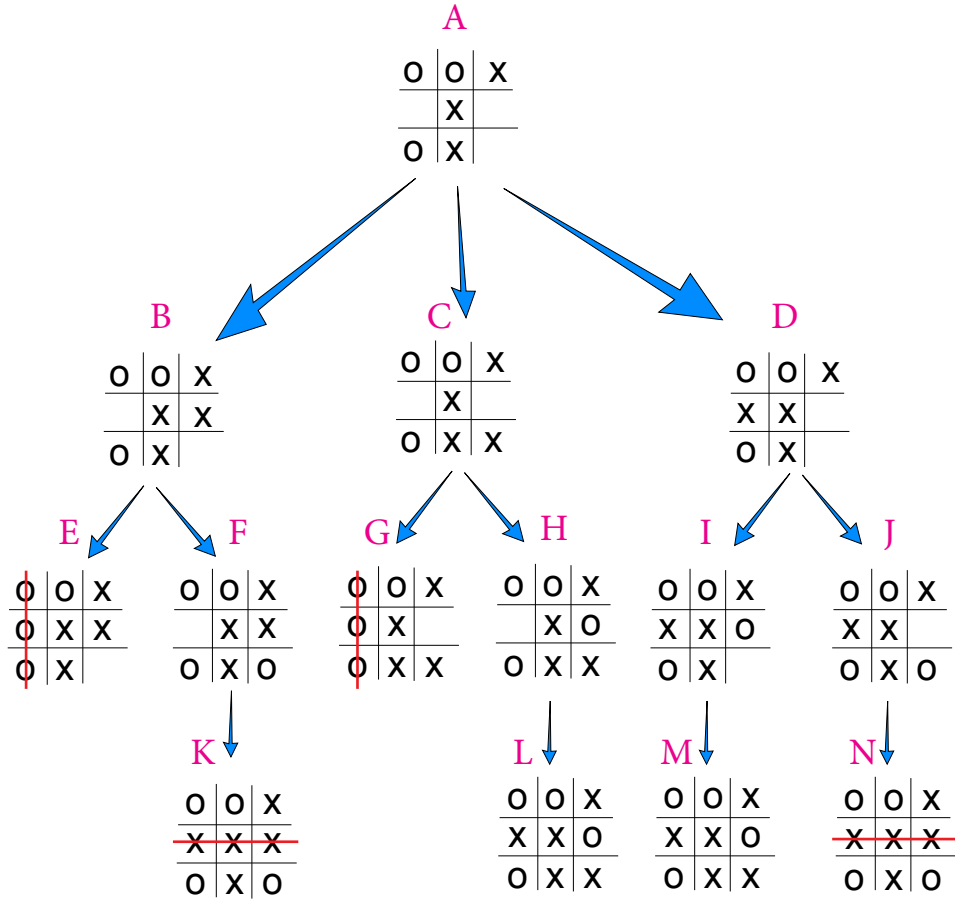 A
O O X
X
O X
B C D
O O X
X X
O X
O O X
X
O X X
O O X
X X
O X
E F G H I J
O O X
O X X
O X
O O X
X X
O X O
O O X
O X
O X X
O O X
X O
O X X
O O X
X X O
O X
O O X
X X
O X O
K L M N
O O X
X X X
O X O
O O X
X X O
O X X
O O X
X X O
O X X
O O X
X X X
O X O